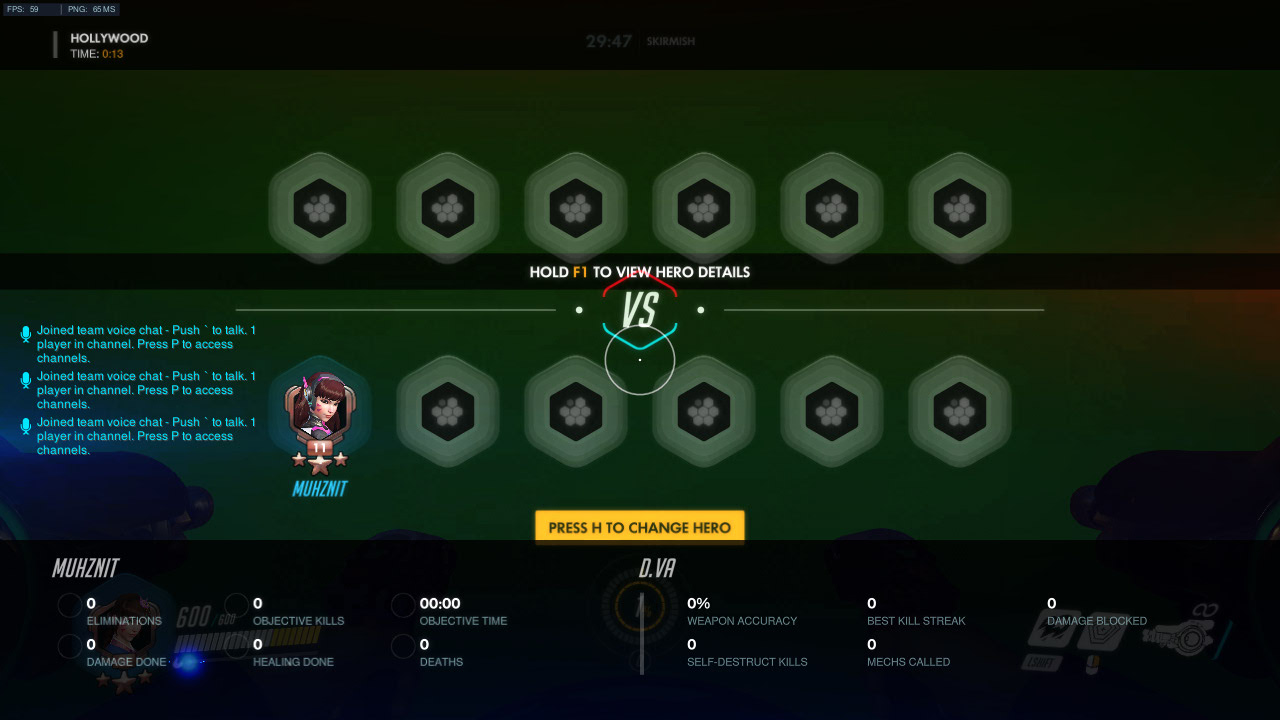 FPS: 59 | PNG: 65 MS
HOLLYWOOD
TIME: 0:13
29:47 SKIRMISH
HOLD F1 TO VIEW HERO DETAILS
VS
Joined team voice chat - Push ` to talk. 1
player in channel. Press P to access
channels.
Joined team voice chat - Push ` to talk. 1
player in channel. Press P to access
channels.
Joined team voice chat - Push ` to talk. 1
player in channel. Press P to access
channels.
11
MUHZNIT
PRESS H TO CHANGE HERO
MUHZNIT
D.VA
0
ELIMINATIONS
0
OBJECTIVE KILLS
00:00
OBJECTIVE TIME
0%
WEAPON ACCURACY
0
BEST KILL STREAK
0
DAMAGE BLOCKED
600/600
0
DAMAGE DONE
0
HEALING DONE
0
DEATHS
0
SELF-DESTRUCT KILLS
0
MECHS CALLED
L SHIFT